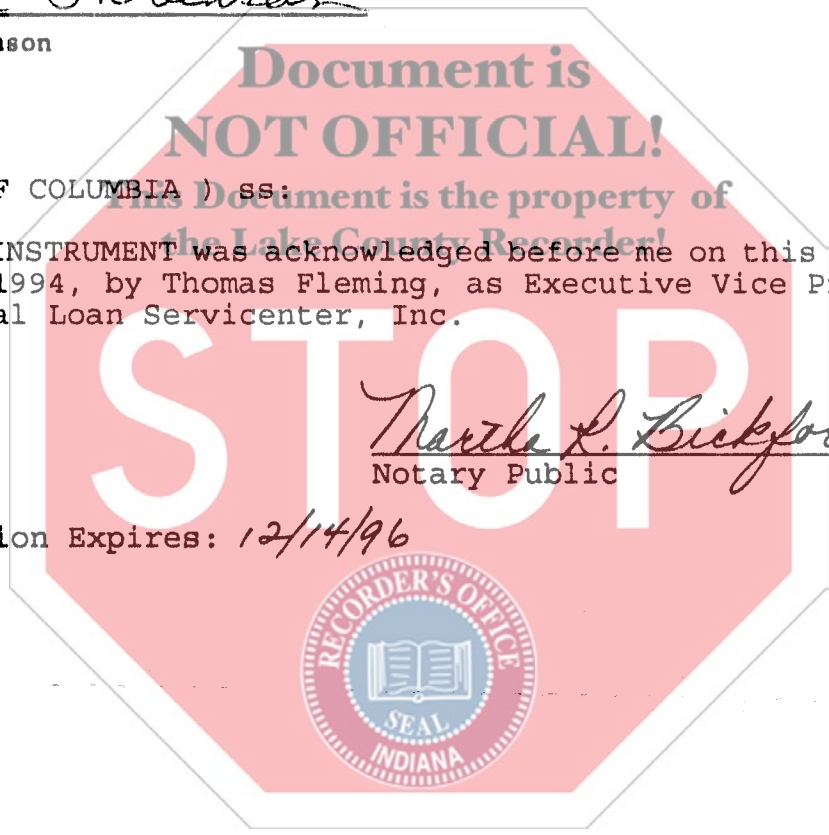 ason
Document is
NOT OFFICIAL!
F COLUMBIA ) ss:
This Document is the property of
the Lake County Recorder!
INSTRUMENT was acknowledged before me on this
1994, by Thomas Fleming, as Executive Vice P
al Loan Servicenter, Inc.
STOP
Martha R. Bickfor
Notary Public
ion Expires: 12/14/96
RECORDER'S OFFICE
SEAL
INDIANA